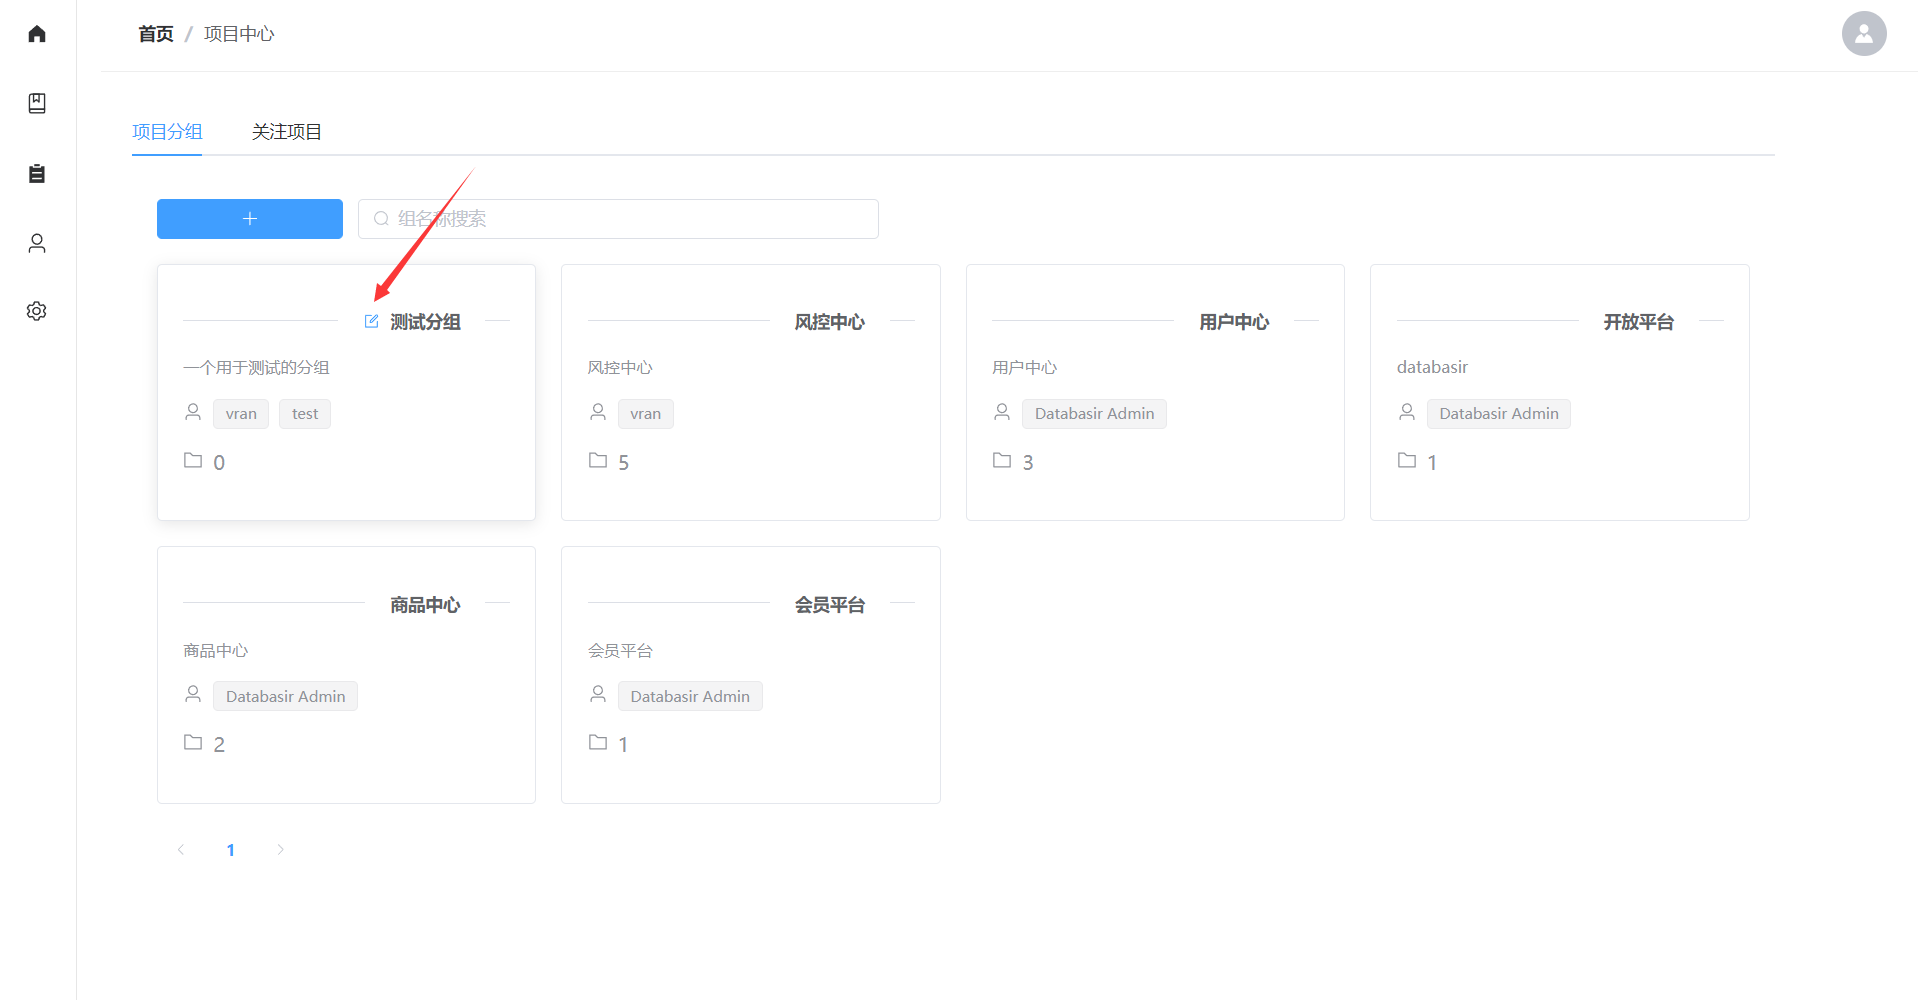 首页 / 项目中心
项目分组 关注项目
组名称搜索
测试分组
一个用于测试的分组
vran test
0
风控中心
风控中心
vran
5
用户中心
用户中心
Databasir Admin
3
开放平台
databasir
Databasir Admin
1
商品中心
商品中心
Databasir Admin
2
会员平台
会员平台
Databasir Admin
1
1